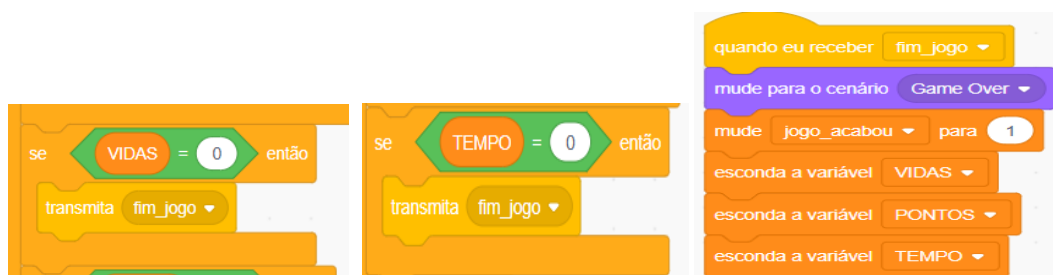 se VIDAS = 0 então
transmita fim_jogo
se TEMPO = 0 então
transmita fim_jogo
quando eu receber fim_jogo
mude para o cenário Game Over
mude jogo_acabou para 1
esconda a variável VIDAS
esconda a variável PONTOS
esconda a variável TEMPO